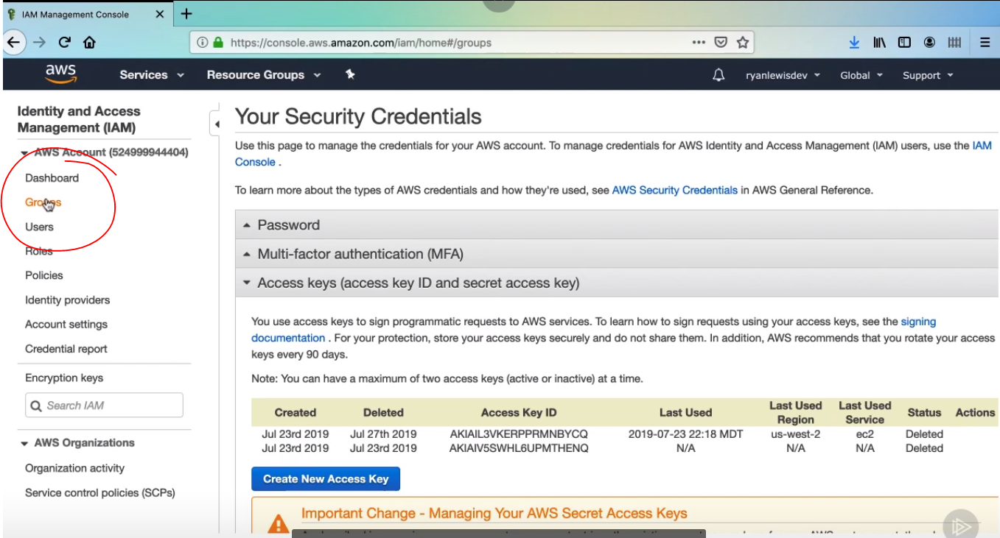 IAM Management Console
https://console.aws.amazon.com/iam/home#/groups
aws
Services
Resource Groups
ryanlewisdev
Global
Support
Identity and Access
Management (IAM)
AWS Account (524999944404)
Dashboard
Groups
Users
Roles
Policies
Identity providers
Account settings
Credential report
Encryption keys
Search IAM
AWS Organizations
Organization activity
Service control policies (SCPs)
Your Security Credentials
Use this page to manage the credentials for your AWS account. To manage credentials for AWS Identity and Access Management (IAM) users, use the IAM
Console .
To learn more about the types of AWS credentials and how they're used, see AWS Security Credentials in AWS General Reference.
Password
Multi-factor authentication (MFA)
Access keys (access key ID and secret access key)
You use access keys to sign programmatic requests to AWS services. To learn how to sign requests using your access keys, see the signing
documentation . For your protection, store your access keys securely and do not share them. In addition, AWS recommends that you rotate your access
keys every 90 days.
Note: You can have a maximum of two access keys (active or inactive) at a time.
Created Deleted Access Key ID Last Used Last Used Region Last Used Service Status Actions
Jul 23rd 2019 Jul 27th 2019 AKIAIL3VKERPPRMNBYCQ 2019-07-23 22:18 MDT us-west-2 ec2 Deleted
Jul 23rd 2019 Jul 23rd 2019 AKIAIV5SWHL6UPMTHENQ N/A N/A N/A Deleted
Create New Access Key
Important Change - Managing Your AWS Secret Access Keys